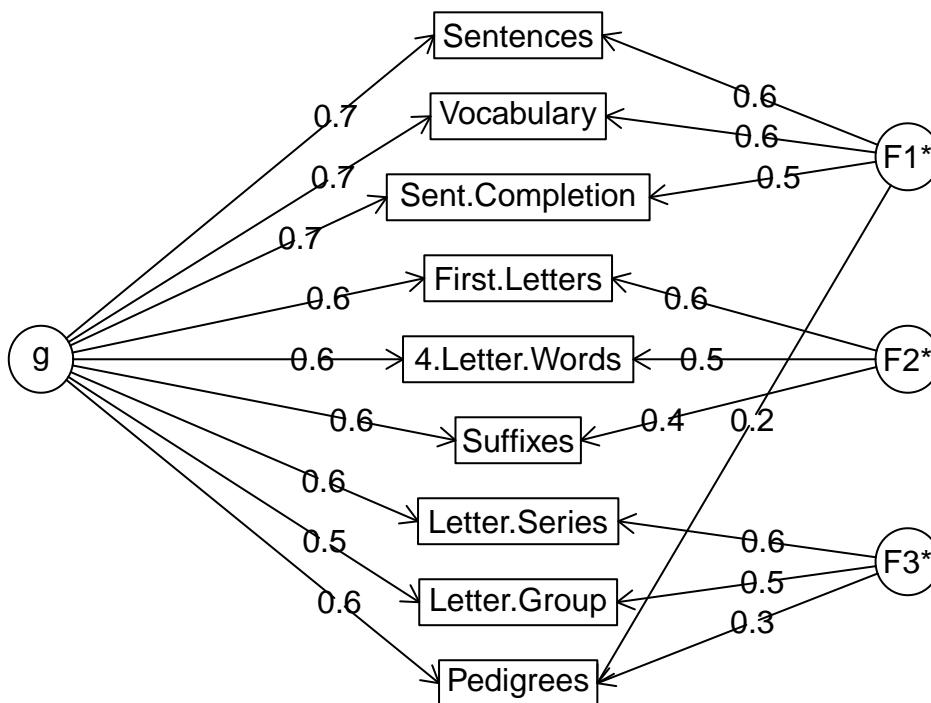 Sentences
0.7
0.6
Vocabulary
0.6
F1*
0.7
Sent.Completion
0.5
0.7
First.Letters
0.6
0.6
g
0.6
4.Letter.Words
0.5
F2*
0.6
Suffixes
0.4
0.2
0.6
Letter.Series
0.5
0.6
F3*
Letter.Group
0.5
0.6
0.3
Pedigrees